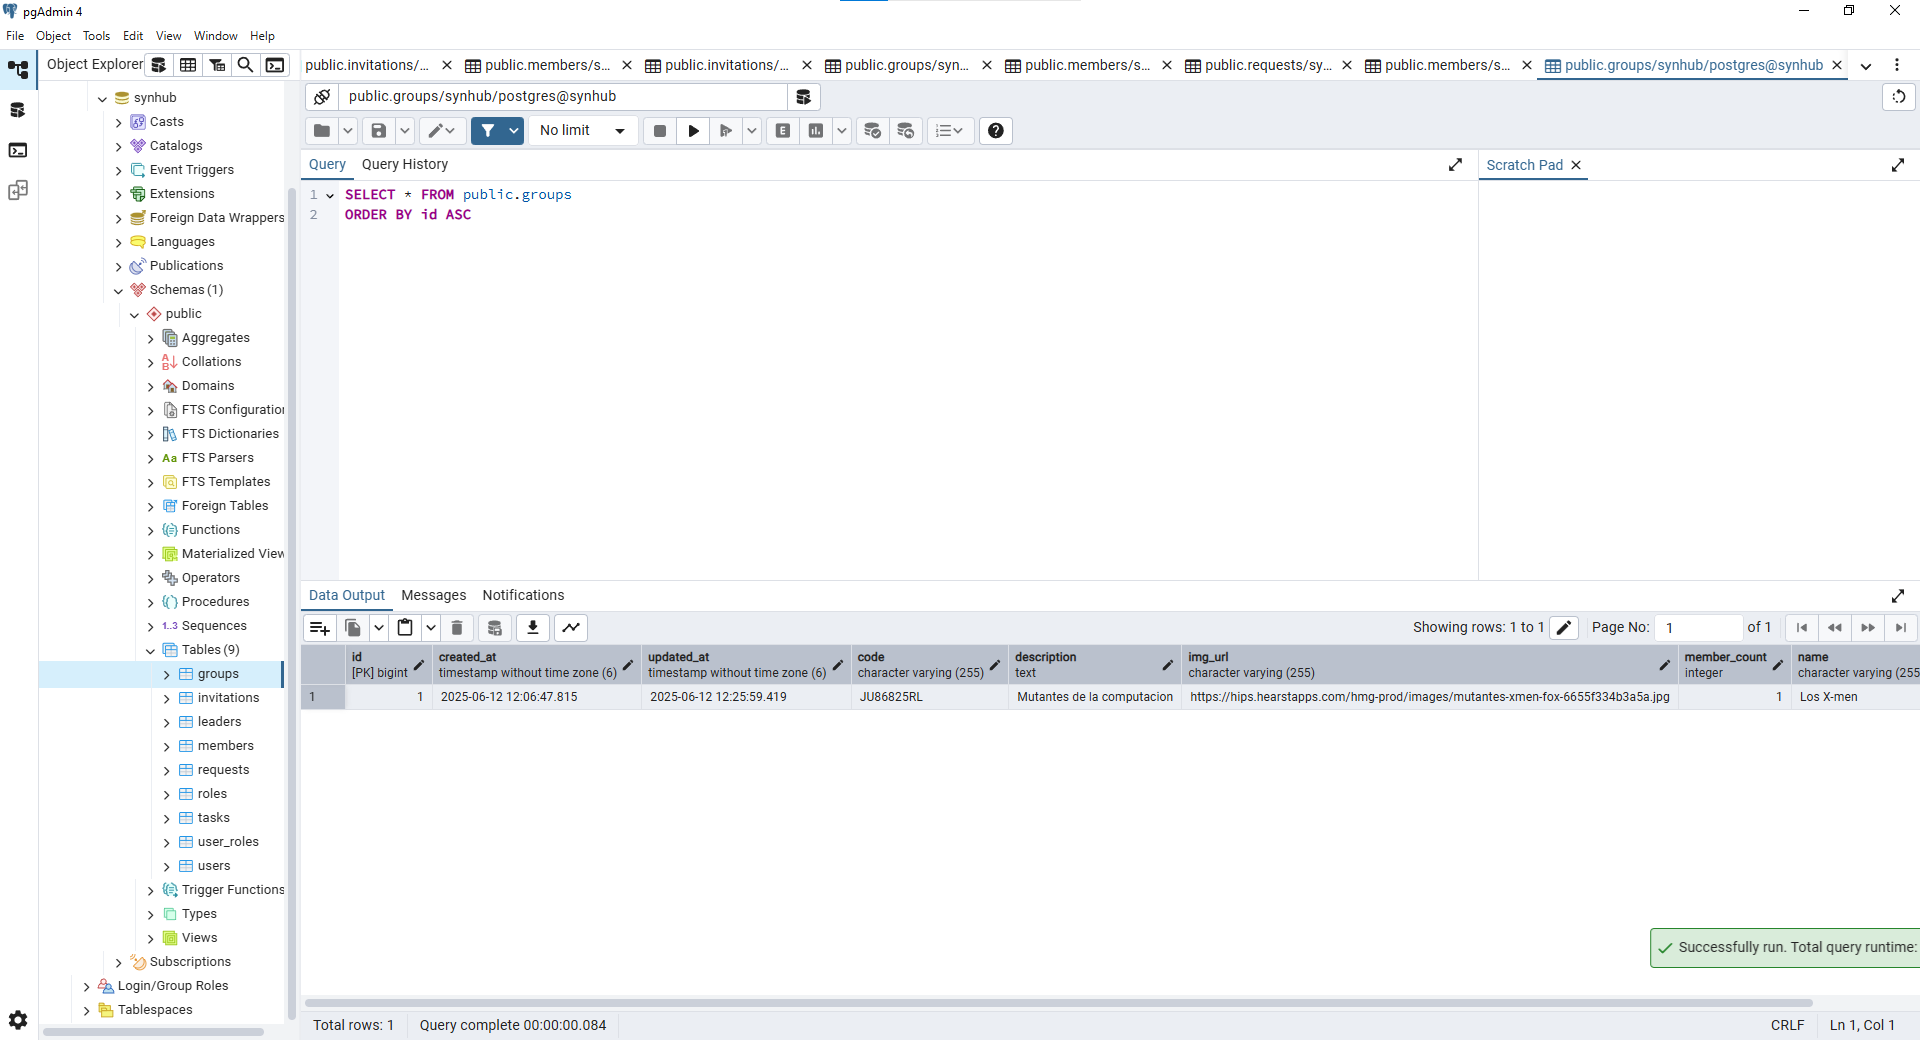 pgAdmin 4
File Object Tools Edit View Window Help
Object Explorer
public.invitations/... public.members/s... public.invitations/... public.groups/syn... public.members/s... public.requests/sy... public.members/s... public.groups/synhub/postgres@synhub
public.groups/synhub/postgres@synhub
No limit
E
Query Query History
Scratch Pad
1 SELECT * FROM public.groups
2 ORDER BY id ASC
synhub
Casts
Catalogs
Event Triggers
Extensions
Foreign Data Wrappers
Languages
Publications
Schemas (1)
public
Aggregates
Collations
Domains
FTS Configuration
FTS Dictionaries
Aa FTS Parsers
FTS Templates
Foreign Tables
Functions
Materialized View
Operators
Procedures
1..3 Sequences
Tables (9)
groups
invitations
leaders
members
requests
roles
tasks
user_roles
users
Trigger Functions
Types
Views
Subscriptions
Login/Group Roles
Tablespaces
Data Output Messages Notifications
Showing rows: 1 to 1 Page No: 1 of 1
id created_at updated_at code description img_url member_count name
[PK] bigint timestamp without time zone (6) timestamp without time zone (6) character varying (255) text character varying (255) integer character varying (255
1 1 2025-06-12 12:06:47.815 2025-06-12 12:25:59.419 JU86825RL Mutantes de la computacion https://hips.hearstapps.com/hmg-prod/images/mutantes-xmen-fox-6655f334b3a5a.jpg 1 Los X-men
Successfully run. Total query runtime:
Total rows: 1 Query complete 00:00:00.084 CRLF Ln 1, Col 1